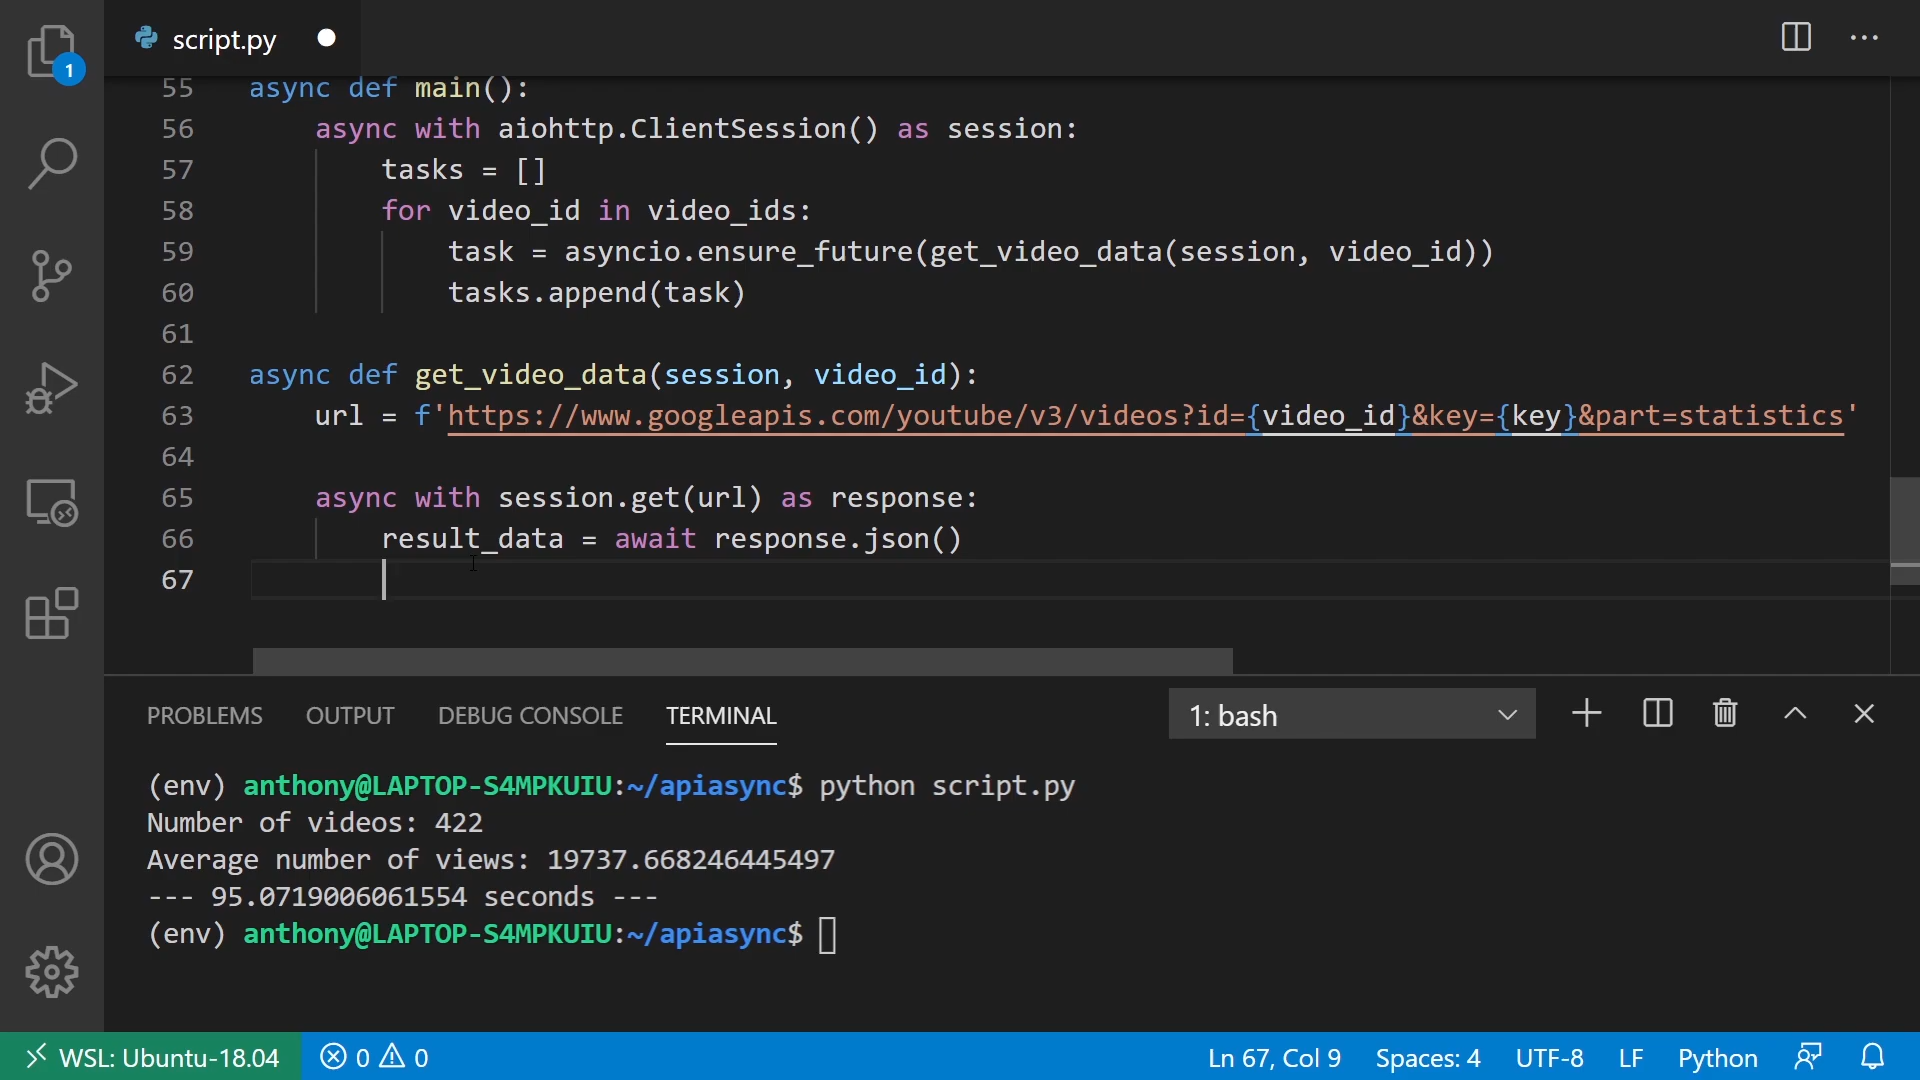 1
script.py
55 async def main():
56 async with aiohttp.ClientSession() as session:
57 tasks = []
58 for video_id in video_ids:
59 task = asyncio.ensure_future(get_video_data(session, video_id))
60 tasks.append(task)
61
62 async def get_video_data(session, video_id):
63 url = f'https://www.googleapis.com/youtube/v3/videos?id={video_id}&key={key}&part=statistics'
64
65 async with session.get(url) as response:
66 result_data = await response.json()
67
PROBLEMS OUTPUT DEBUG CONSOLE TERMINAL 1: bash
(env) anthony@LAPTOP-S4MPKUIU:~/apiasync$ python script.py
Number of videos: 422
Average number of views: 19737.668246445497
--- 95.0719006061554 seconds ---
(env) anthony@LAPTOP-S4MPKUIU:~/apiasync$
WSL: Ubuntu-18.04 0 0 Ln 67, Col 9 Spaces: 4 UTF-8 LF Python